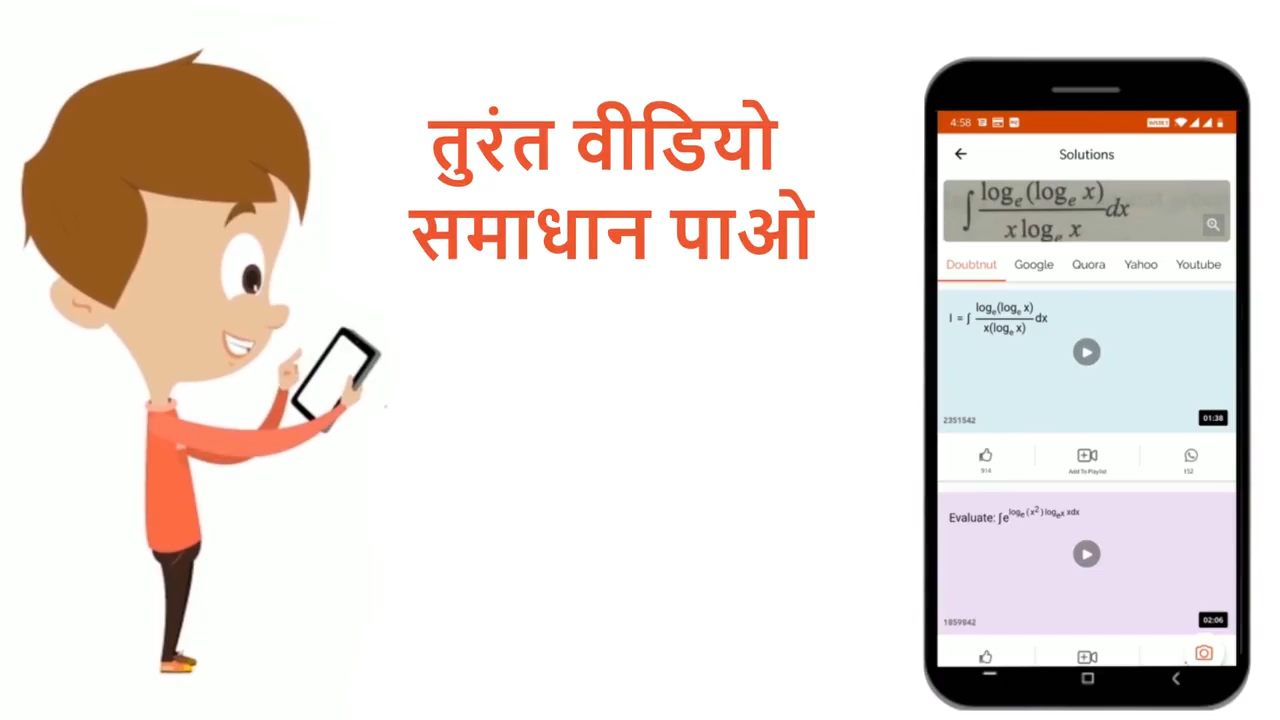 तुरंत वीडियो
समाधान पाओ
4:58
Solutions
∫ logₑ(logₑ x) / x logₑ x dx
Doubtnut Google Quora Yahoo Youtube
I = ∫ logₑ(logₑ x) / x(logₑ x) dx
2351542
01:38
914
Add To Playlist
152
Evaluate: ∫e^logₑ(x²) logₑx xdx
1859842
02:06